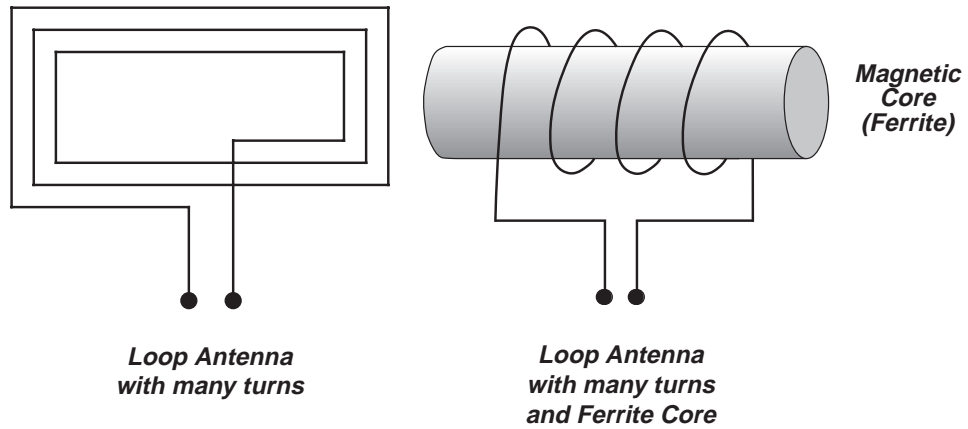 Magnetic
Core
(Ferrite)
Loop Antenna
with many turns
Loop Antenna
with many turns
and Ferrite Core